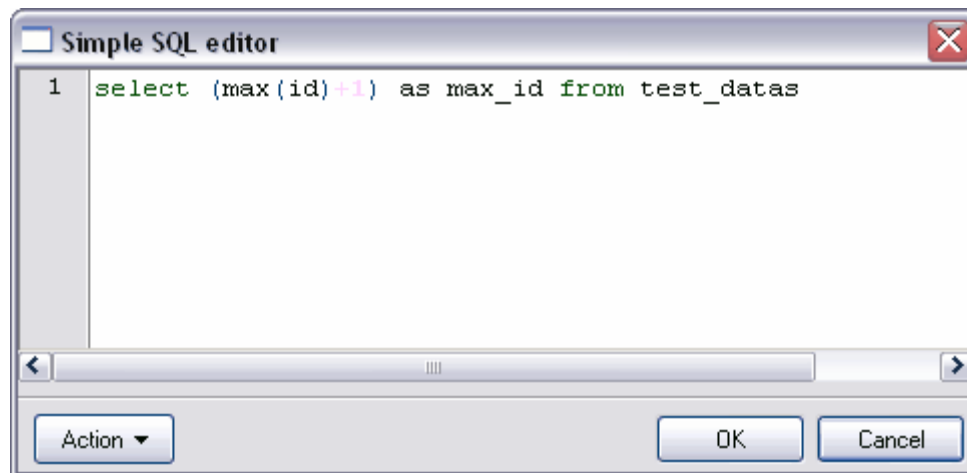 Simple SQL editor
1 select (max(id)+1) as max_id from test_datas
Action
OK Cancel